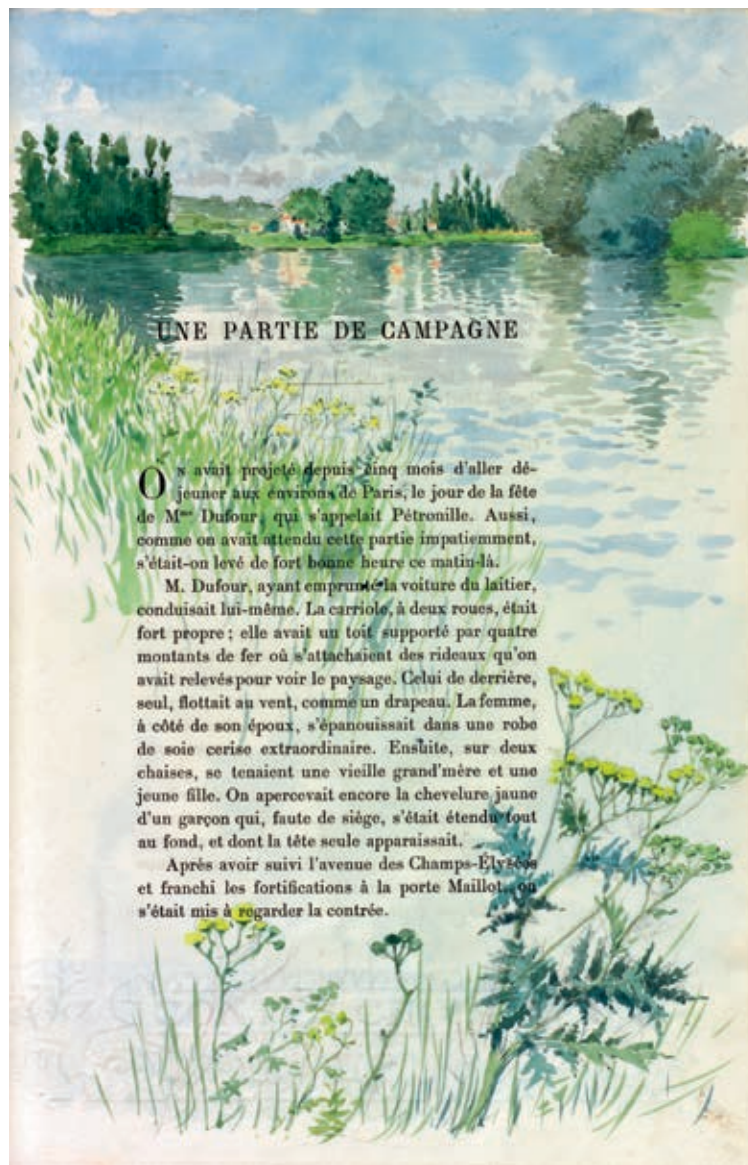 UNE PARTIE DE CAMPAGNE
ON avait projeté depuis cinq mois d'aller dé-
jeuner aux environs de Paris, le jour de la fête
de Mme Dufour, qui s'appelait Pétronille. Aussi,
comme on avait attendu cette partie impatiemment,
s'était-on levé de fort bonne heure ce matin-là.
M. Dufour, ayant emprunté la voiture du laitier,
conduisait lui-même. La carriole, à deux roues, était
fort propre ; elle avait un toit supporté par quatre
montants de fer où s'attachaient des rideaux qu'on
avait relevés pour voir le paysage. Celui de derrière,
seul, flottait au vent, comme un drapeau. La femme,
à côté de son époux, s'épanouissait dans une robe
de soie cerise extraordinaire. Ensuite, sur deux
chaises, se tenaient une vieille grand'mère et une
jeune fille. On apercevait encore la chevelure jaune
d'un garçon qui, faute de siége, s'était étendu tout
au fond, et dont la tête seule apparaissait.
Après avoir suivi l'avenue des Champs-Élysées
et franchi les fortifications à la porte Maillot, on
s'était mis à regarder la contrée.